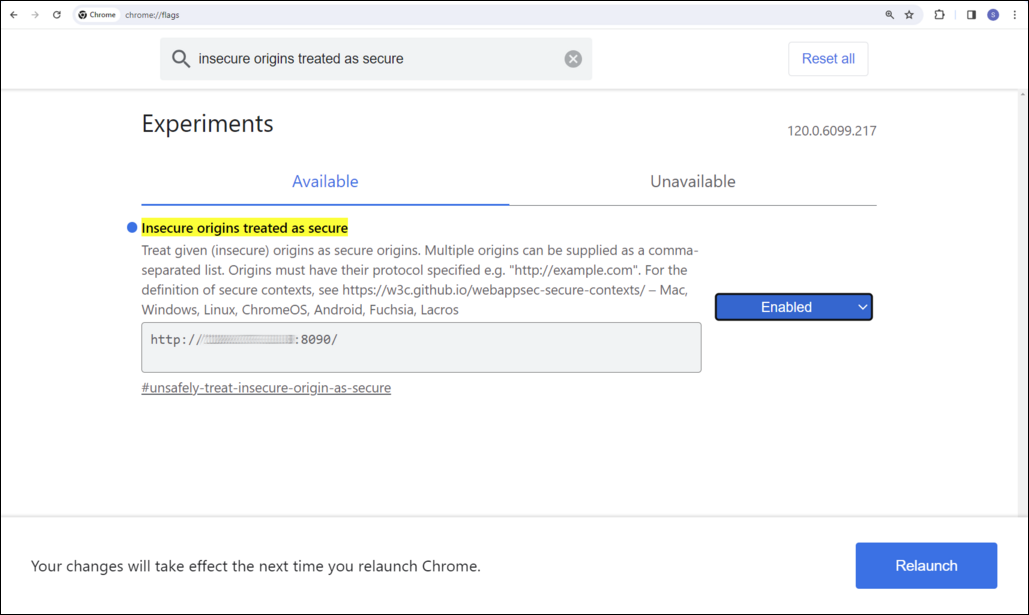 Chrome chrome://flags S
insecure origins treated as secure
Reset all
Experiments
120.0.6099.217
Available
Unavailable
Insecure origins treated as secure
Treat given (insecure) origins as secure origins. Multiple origins can be supplied as a comma-
separated list. Origins must have their protocol specified e.g. "http://example.com". For the
definition of secure contexts, see https://w3c.github.io/webappsec-secure-contexts/ – Mac,
Windows, Linux, ChromeOS, Android, Fuchsia, Lacros
Enabled
http:// :8090/
#unsafely-treat-insecure-origin-as-secure
Your changes will take effect the next time you relaunch Chrome.
Relaunch